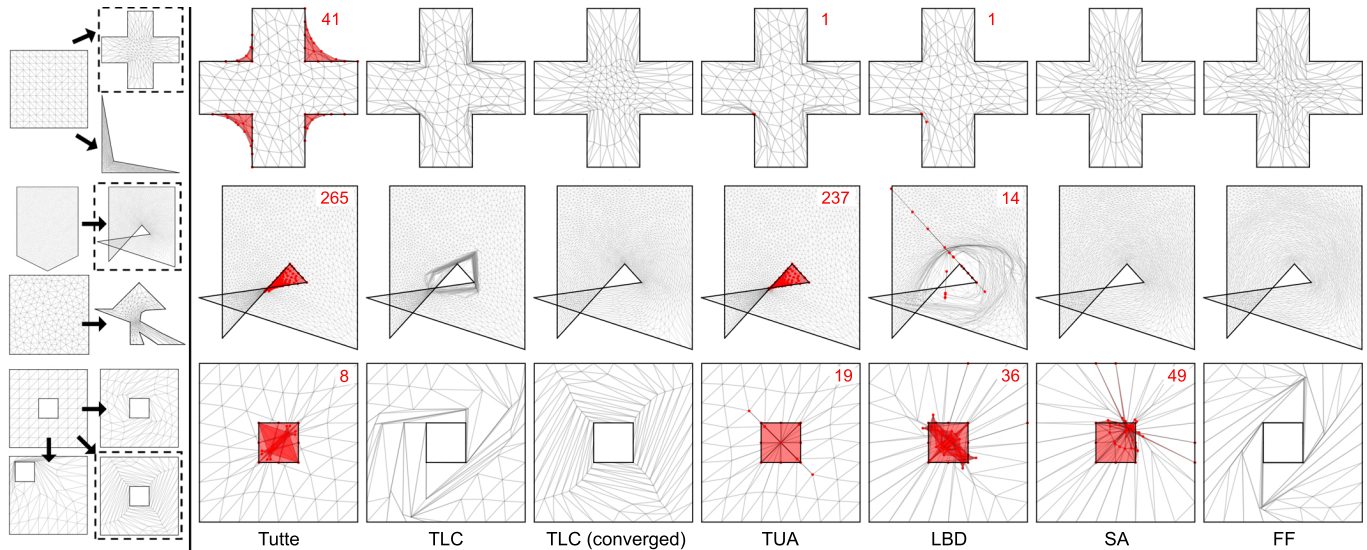 41
1
1
265
237
14
8
19
36
49
Tutte
TLC
TLC (converged)
TUA
LBD
SA
FF